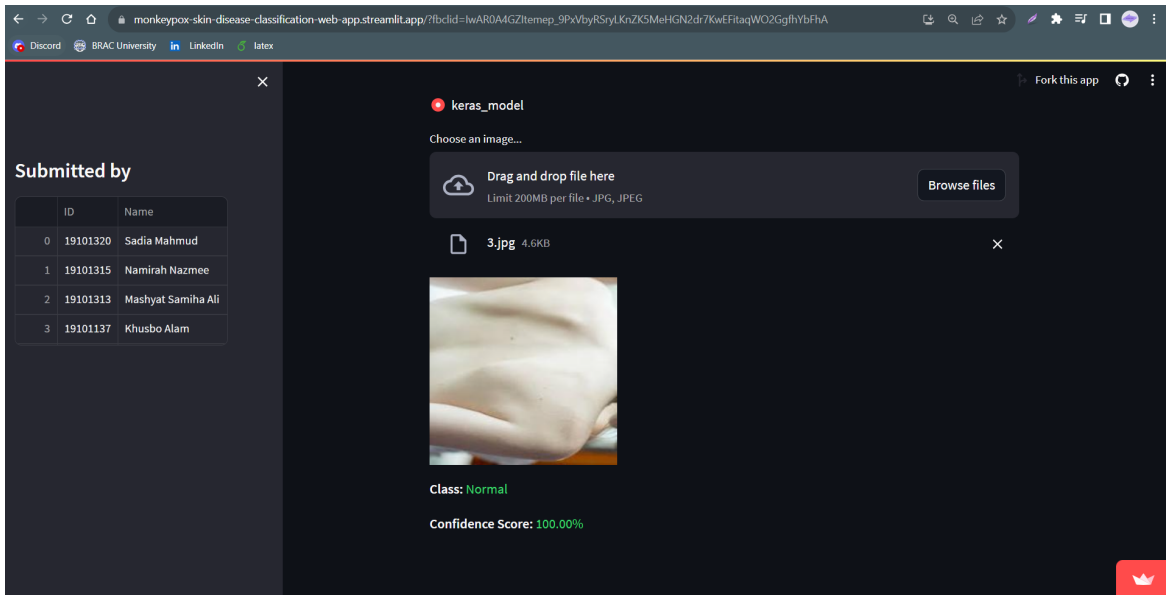 monkeypox-skin-disease-classification-web-app.streamlit.app/?fbclid=IwAR0A4GZItemep_9PxVbyRSryLKnZK5MeHGN2dr7KwEFitaqWO2GgfhYbFhA
Discord BRAC University LinkedIn latex
Fork this app
keras_model
Choose an image...
Drag and drop file here
Limit 200MB per file • JPG, JPEG
Browse files
3.jpg 4.6KB
Submitted by
ID Name
0 19101320 Sadia Mahmud
1 19101315 Namirah Nazmee
2 19101313 Mashyat Samiha Ali
3 19101137 Khusbo Alam
Class: Normal
Confidence Score: 100.00%